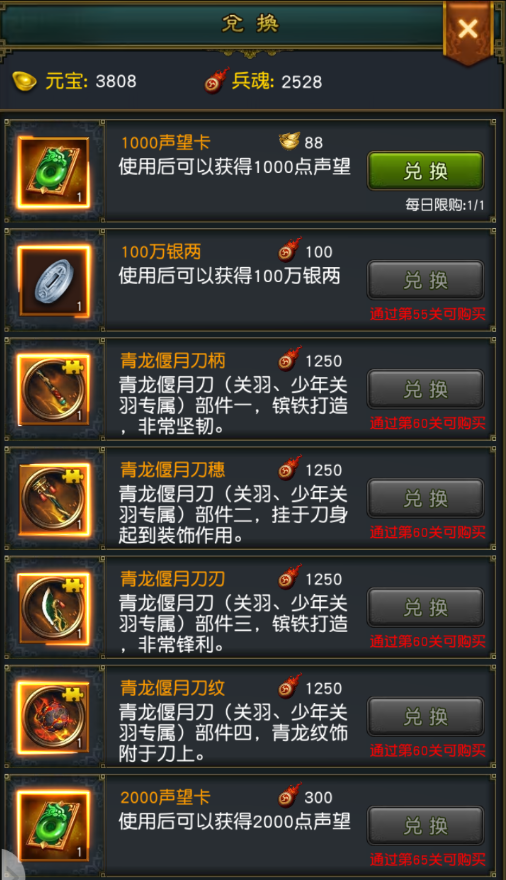 兑换
元宝: 3808 兵魂: 2528
1000声望卡 88
使用后可以获得1000点声望
兑换
每日限购:1/1
1
100万银两 100
使用后可以获得100万银两
兑换
通过第55关可购买
1
青龙偃月刀柄 1250
青龙偃月刀（关羽、少年关
羽专属）部件一，镔铁打造
，非常坚韧。
兑换
通过第60关可购买
1
青龙偃月刀穗 1250
青龙偃月刀（关羽、少年关
羽专属）部件二，挂于刀身
起到装饰作用。
兑换
通过第60关可购买
1
青龙偃月刀刃 1250
青龙偃月刀（关羽、少年关
羽专属）部件三，镔铁打造
，非常锋利。
兑换
通过第60关可购买
1
青龙偃月刀纹 1250
青龙偃月刀（关羽、少年关
羽专属）部件四，青龙纹饰
附于刀上。
兑换
通过第60关可购买
1
2000声望卡 300
使用后可以获得2000点声望
兑换
通过第65关可购买
1